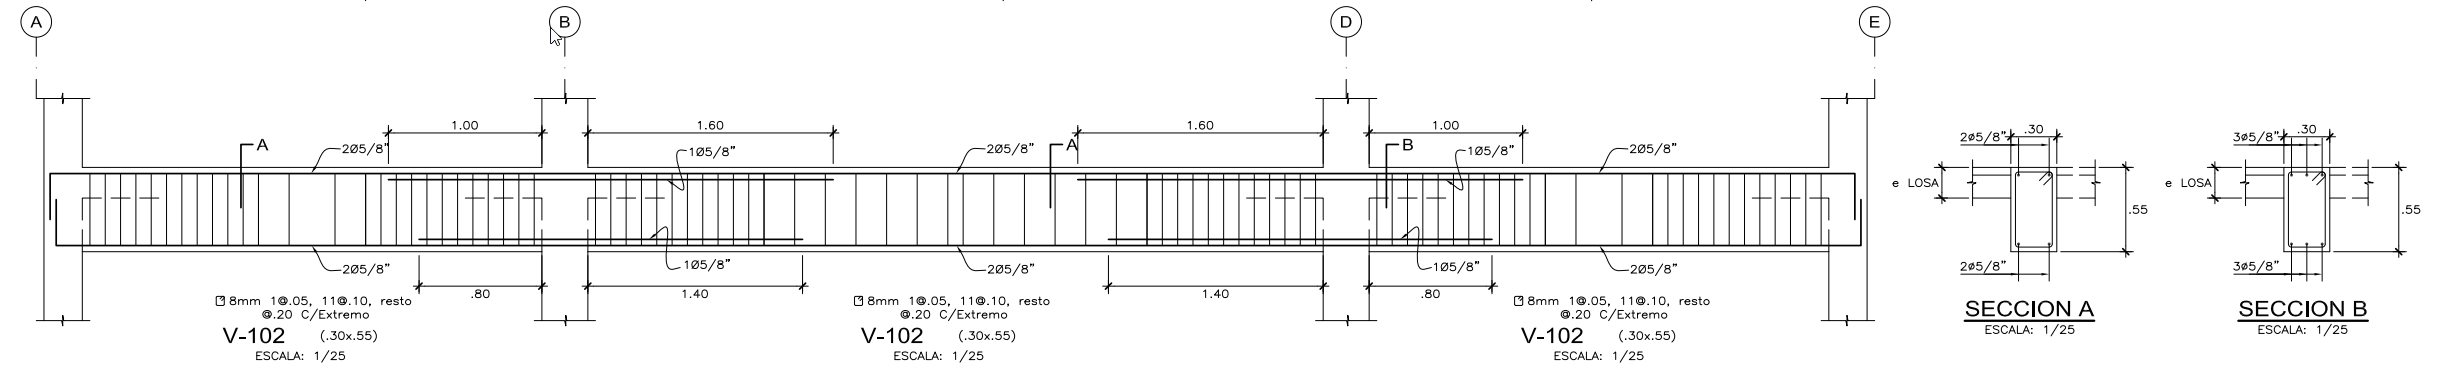 A
B
D
E
1.00
1.60
1.60
1.00
A
2Ø5/8"
1Ø5/8"
2Ø5/8"
A
B
1Ø5/8"
2Ø5/8"
2Ø5/8"
1Ø5/8"
2Ø5/8"
1Ø5/8"
2Ø5/8"
.80
1.40
1.40
.80
8mm 1@.05, 11@.10, resto
@.20 C/Extremo
V-102 (.30x.55)
ESCALA: 1/25
8mm 1@.05, 11@.10, resto
@.20 C/Extremo
V-102 (.30x.55)
ESCALA: 1/25
8mm 1@.05, 11@.10, resto
@.20 C/Extremo
V-102 (.30x.55)
ESCALA: 1/25
2ø5/8"
.30
e LOSA
.55
2ø5/8"
SECCION A
ESCALA: 1/25
3ø5/8"
.30
e LOSA
.55
3ø5/8"
SECCION B
ESCALA: 1/25